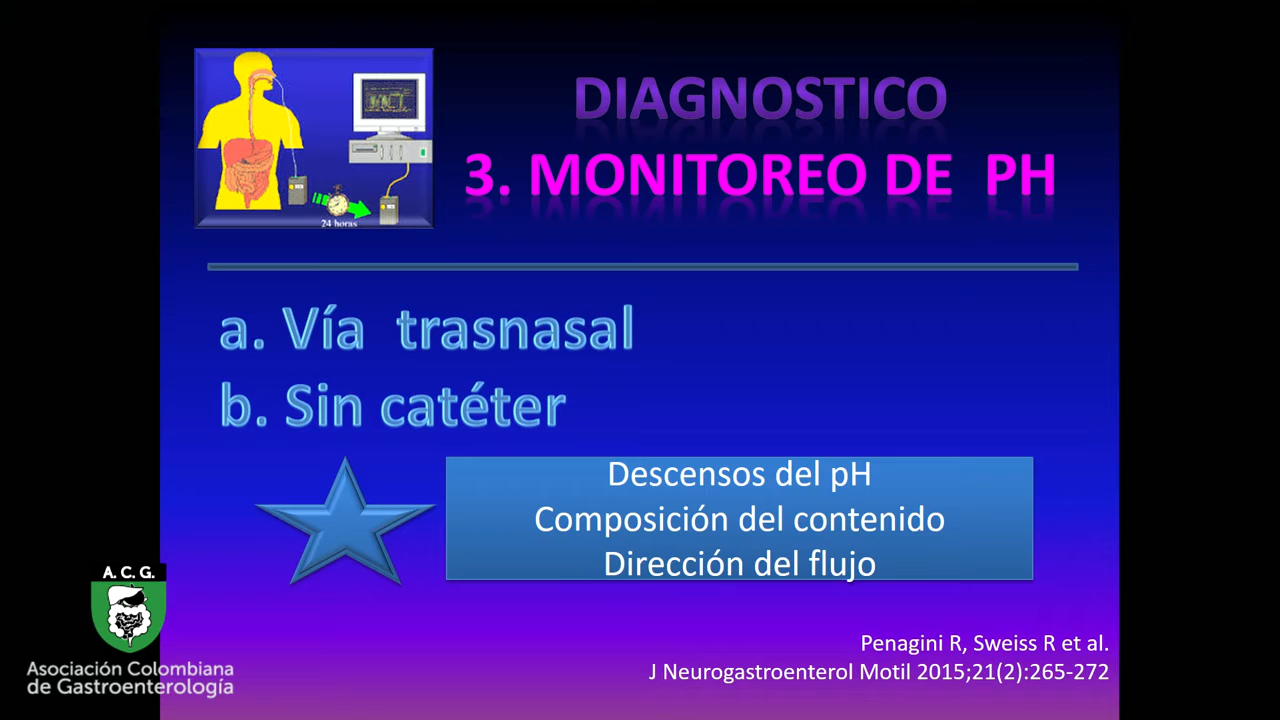 DIAGNOSTICO
3. MONITOREO DE PH
24 horas
a. Vía trasnasal
b. Sin catéter
Descensos del pH
Composición del contenido
Dirección del flujo
A. C. G.
Asociación Colombiana
de Gastroenterología
Penagini R, Sweiss R et al.
J Neurogastroenterol Motil 2015;21(2):265-272